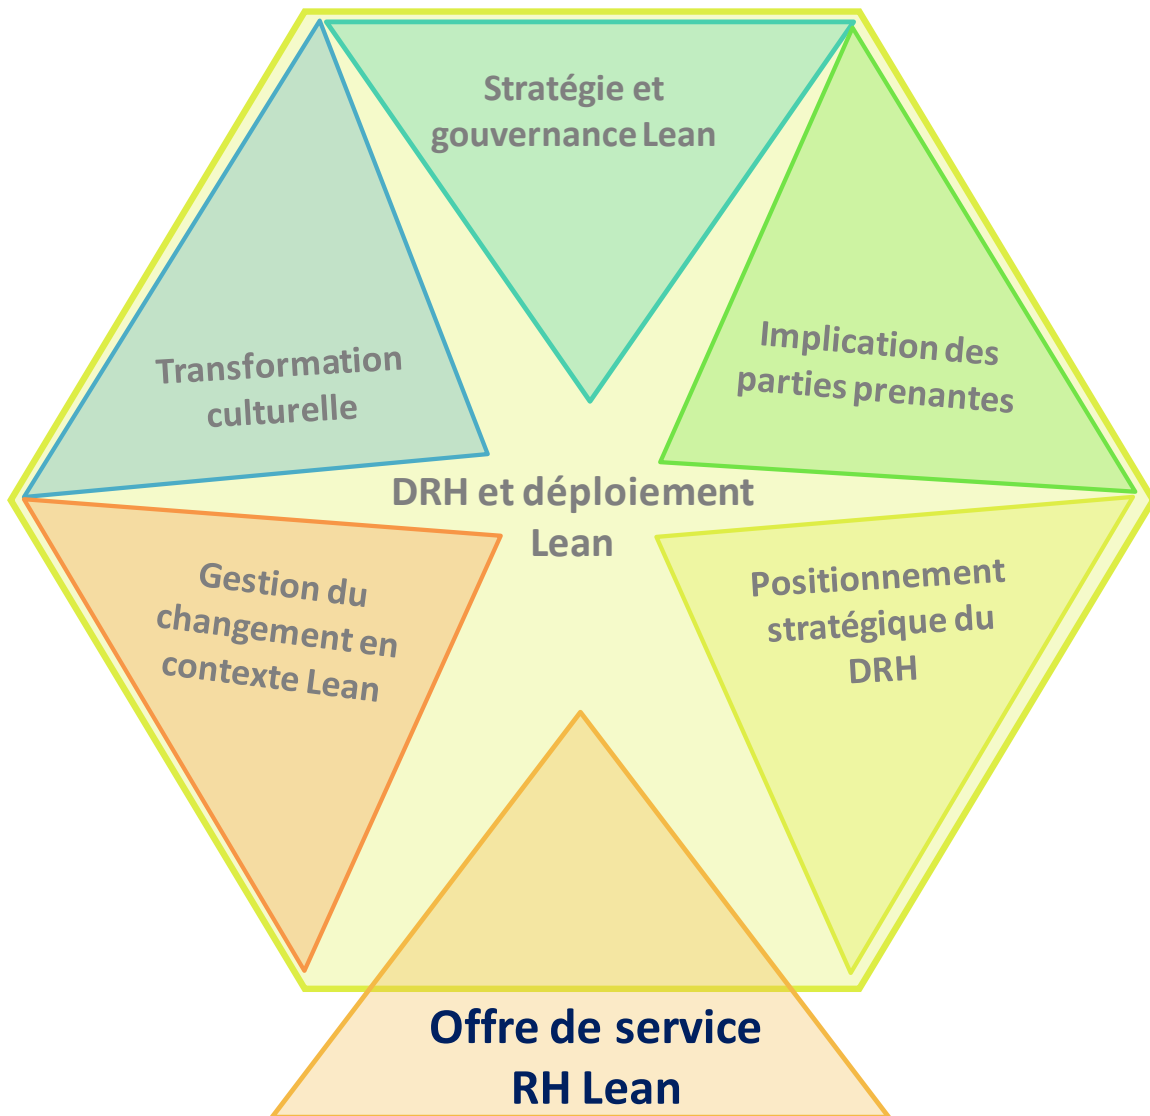 Stratégie et
gouvernance Lean
Implication des
parties prenantes
Transformation
culturelle
DRH et déploiement
Lean
Gestion du
changement en
contexte Lean
Positionnement
stratégique du
DRH
Offre de service
RH Lean